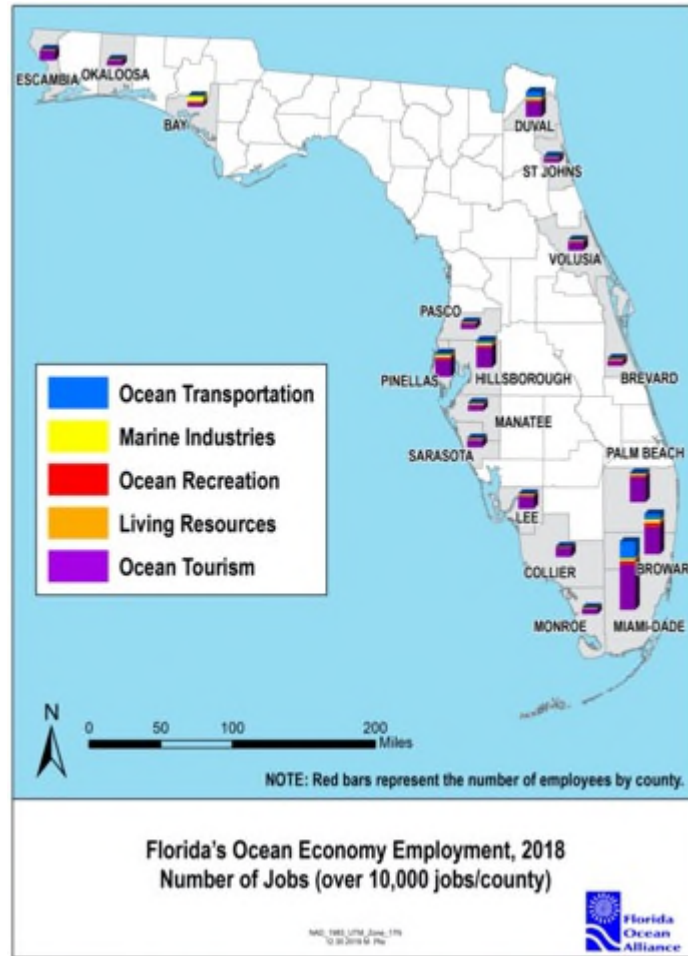 ESCAMBIA
OKALOOSA
BAY
DUVAL
ST JOHNS
VOLUSIA
PASCO
PINELLAS
HILLSBOROUGH
BREVARD
MANATEE
SARASOTA
PALM BEACH
LEE
COLLIER
BROWAR
MONROE
MIAMI-DADE
Ocean Transportation
Marine Industries
Ocean Recreation
Living Resources
Ocean Tourism
N
0 50 100 200
Miles
NOTE: Red bars represent the number of employees by county.
Florida's Ocean Economy Employment, 2018
Number of Jobs (over 10,000 jobs/county)
Florida
Ocean
Alliance